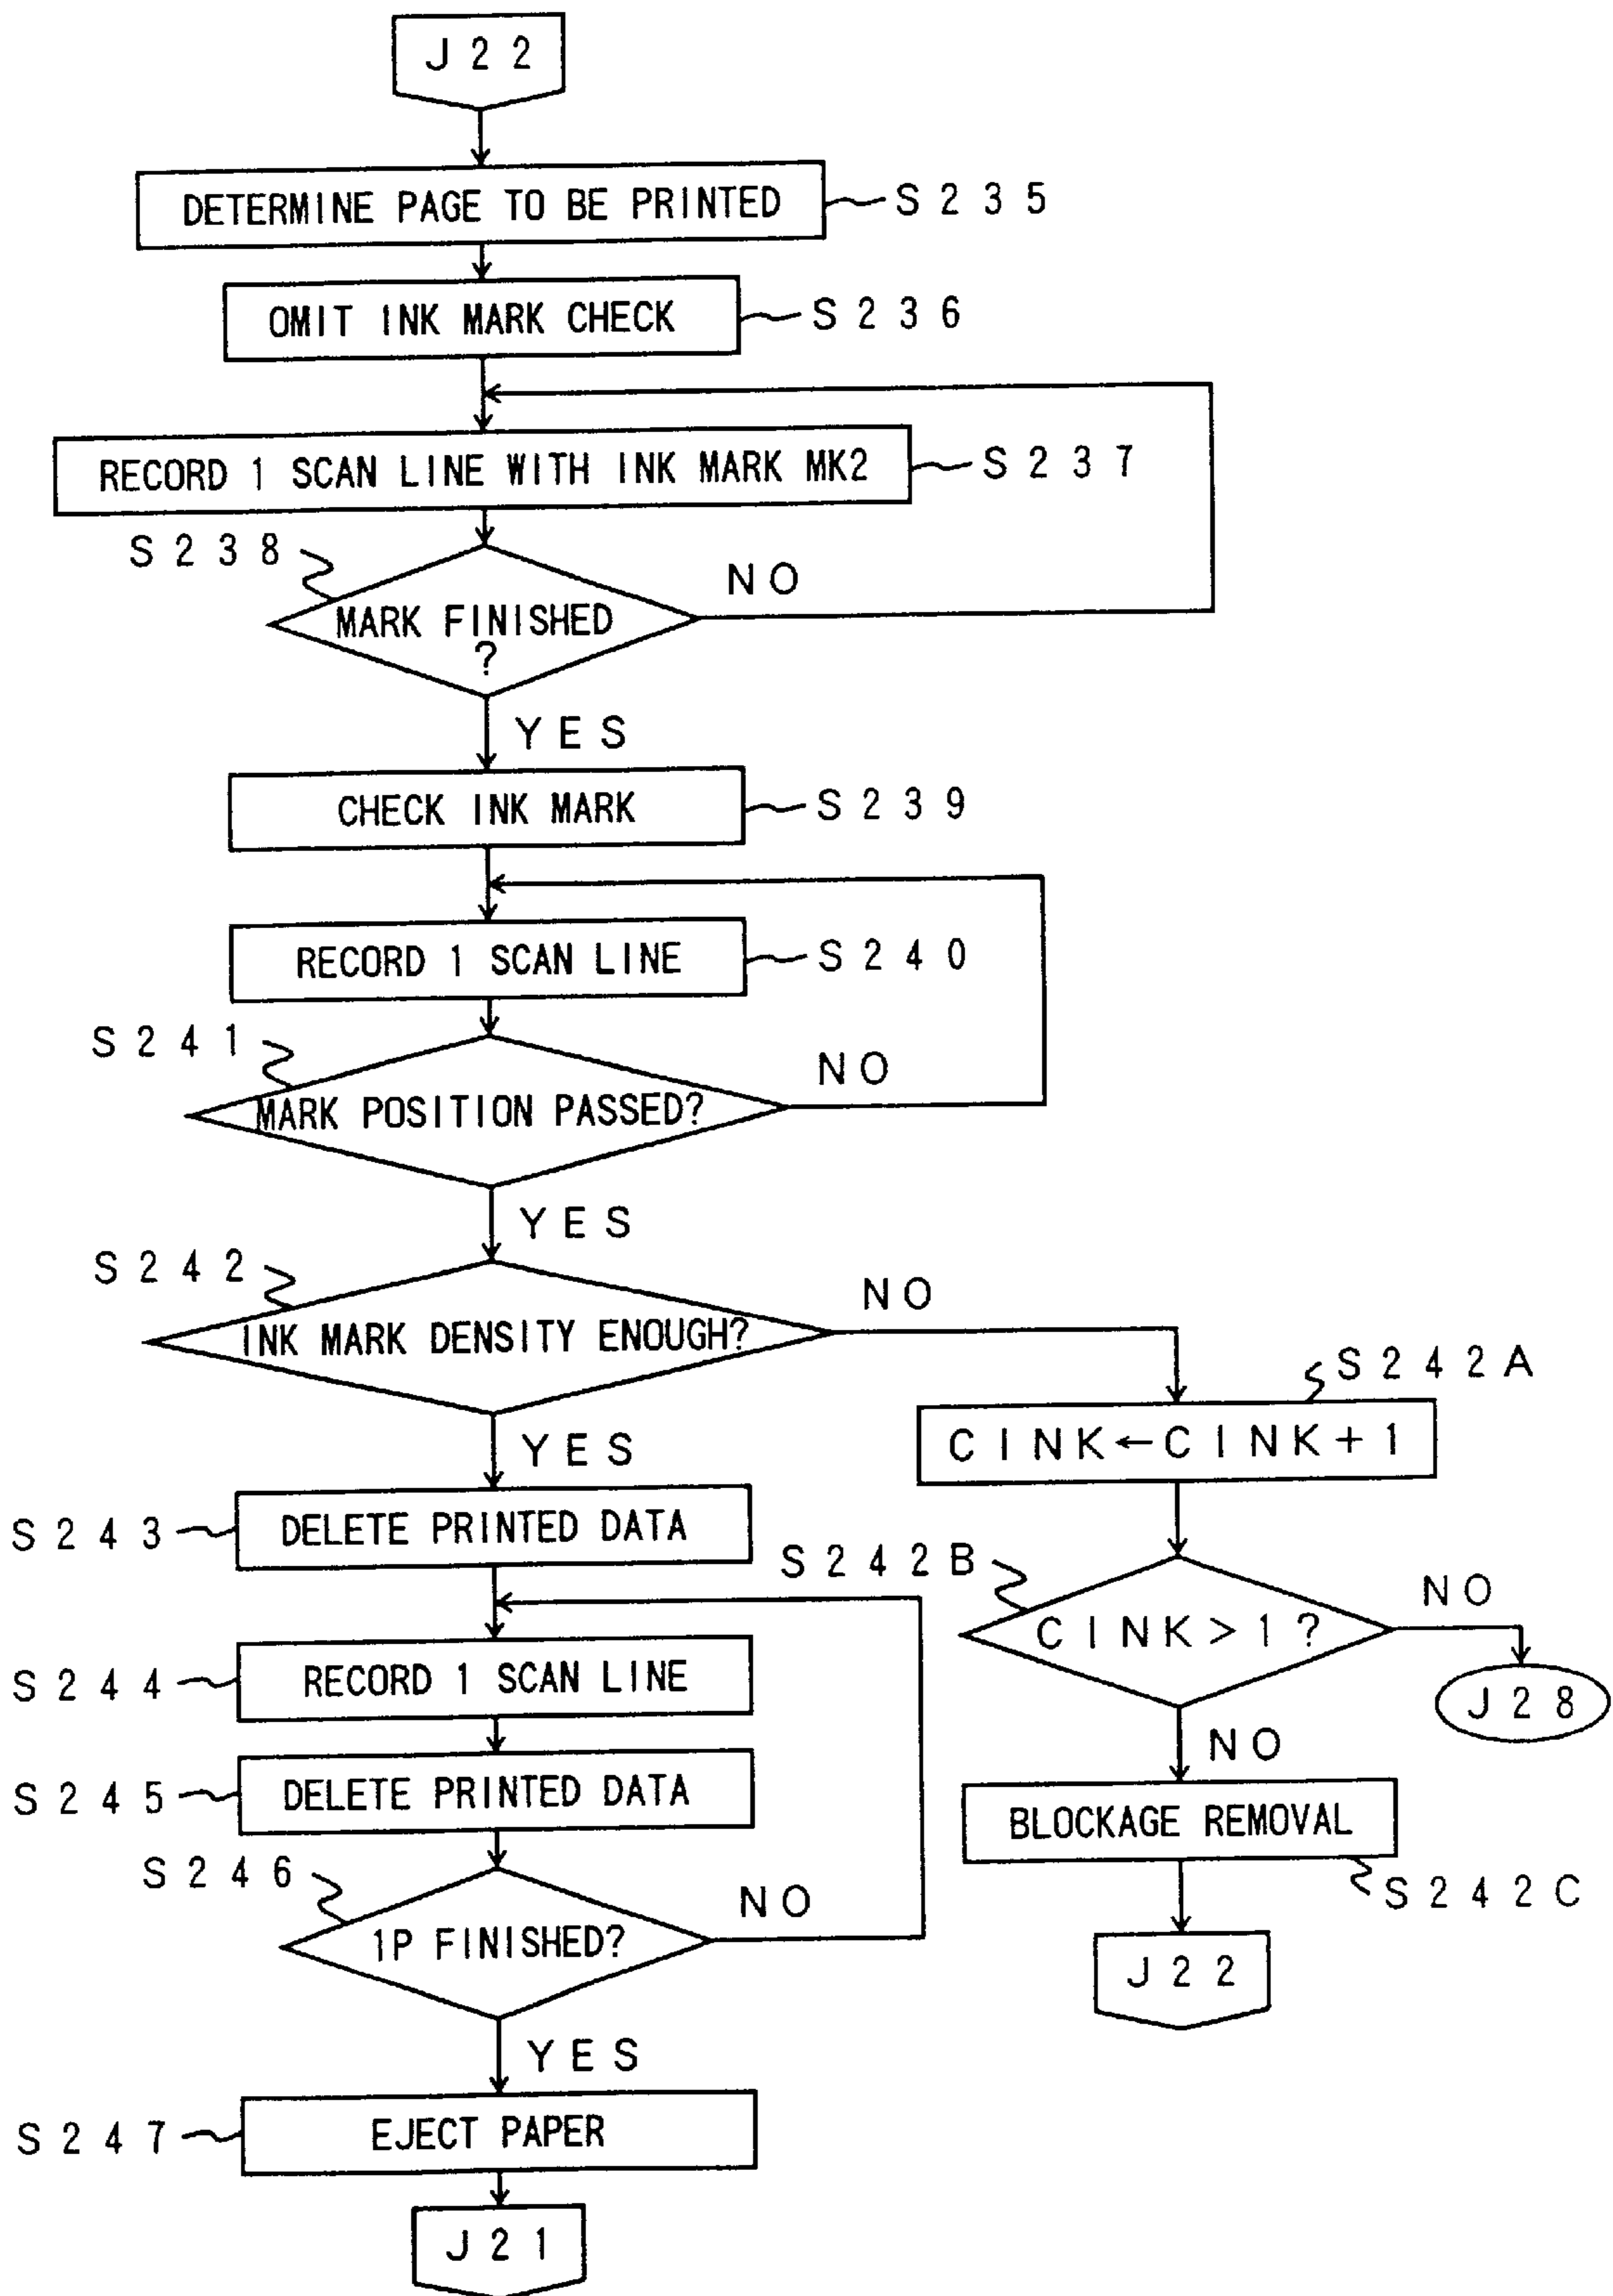 J22
DETERMINE PAGE TO BE PRINTED
S235
OMIT INK MARK CHECK
S236
RECORD 1 SCAN LINE WITH INK MARK MK2
S237
S238
NO
MARK FINISHED
?
YES
CHECK INK MARK
S239
RECORD 1 SCAN LINE
S240
S241
NO
MARK POSITION PASSED?
YES
S242
NO
INK MARK DENSITY ENOUGH?
S242A
CINK←CINK+1
YES
S243
DELETE PRINTED DATA
S242B
NO
CINK>1?
J28
S244
RECORD 1 SCAN LINE
NO
S245
DELETE PRINTED DATA
BLOCKAGE REMOVAL
S242C
S246
NO
1P FINISHED?
J22
YES
S247
EJECT PAPER
J21